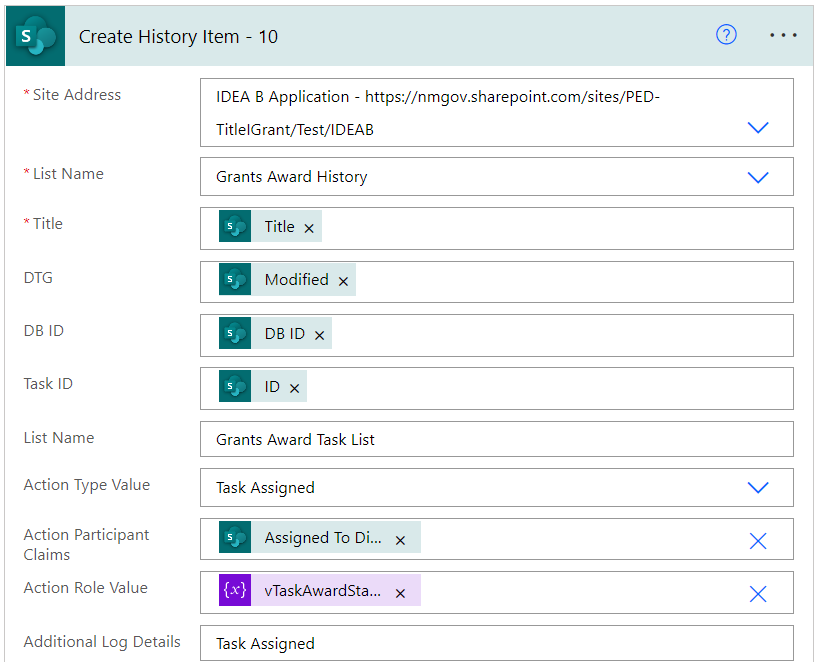 Create History Item - 10
* Site Address
IDEA B Application - https://nmgov.sharepoint.com/sites/PED-
TitleIGrant/Test/IDEAB
* List Name
Grants Award History
* Title
Title ×
DTG
Modified ×
DB ID
DB ID ×
Task ID
ID ×
List Name
Grants Award Task List
Action Type Value
Task Assigned
Action Participant
Claims
Assigned To Di... ×
Action Role Value
{x} vTaskAwardSta... ×
Additional Log Details
Task Assigned